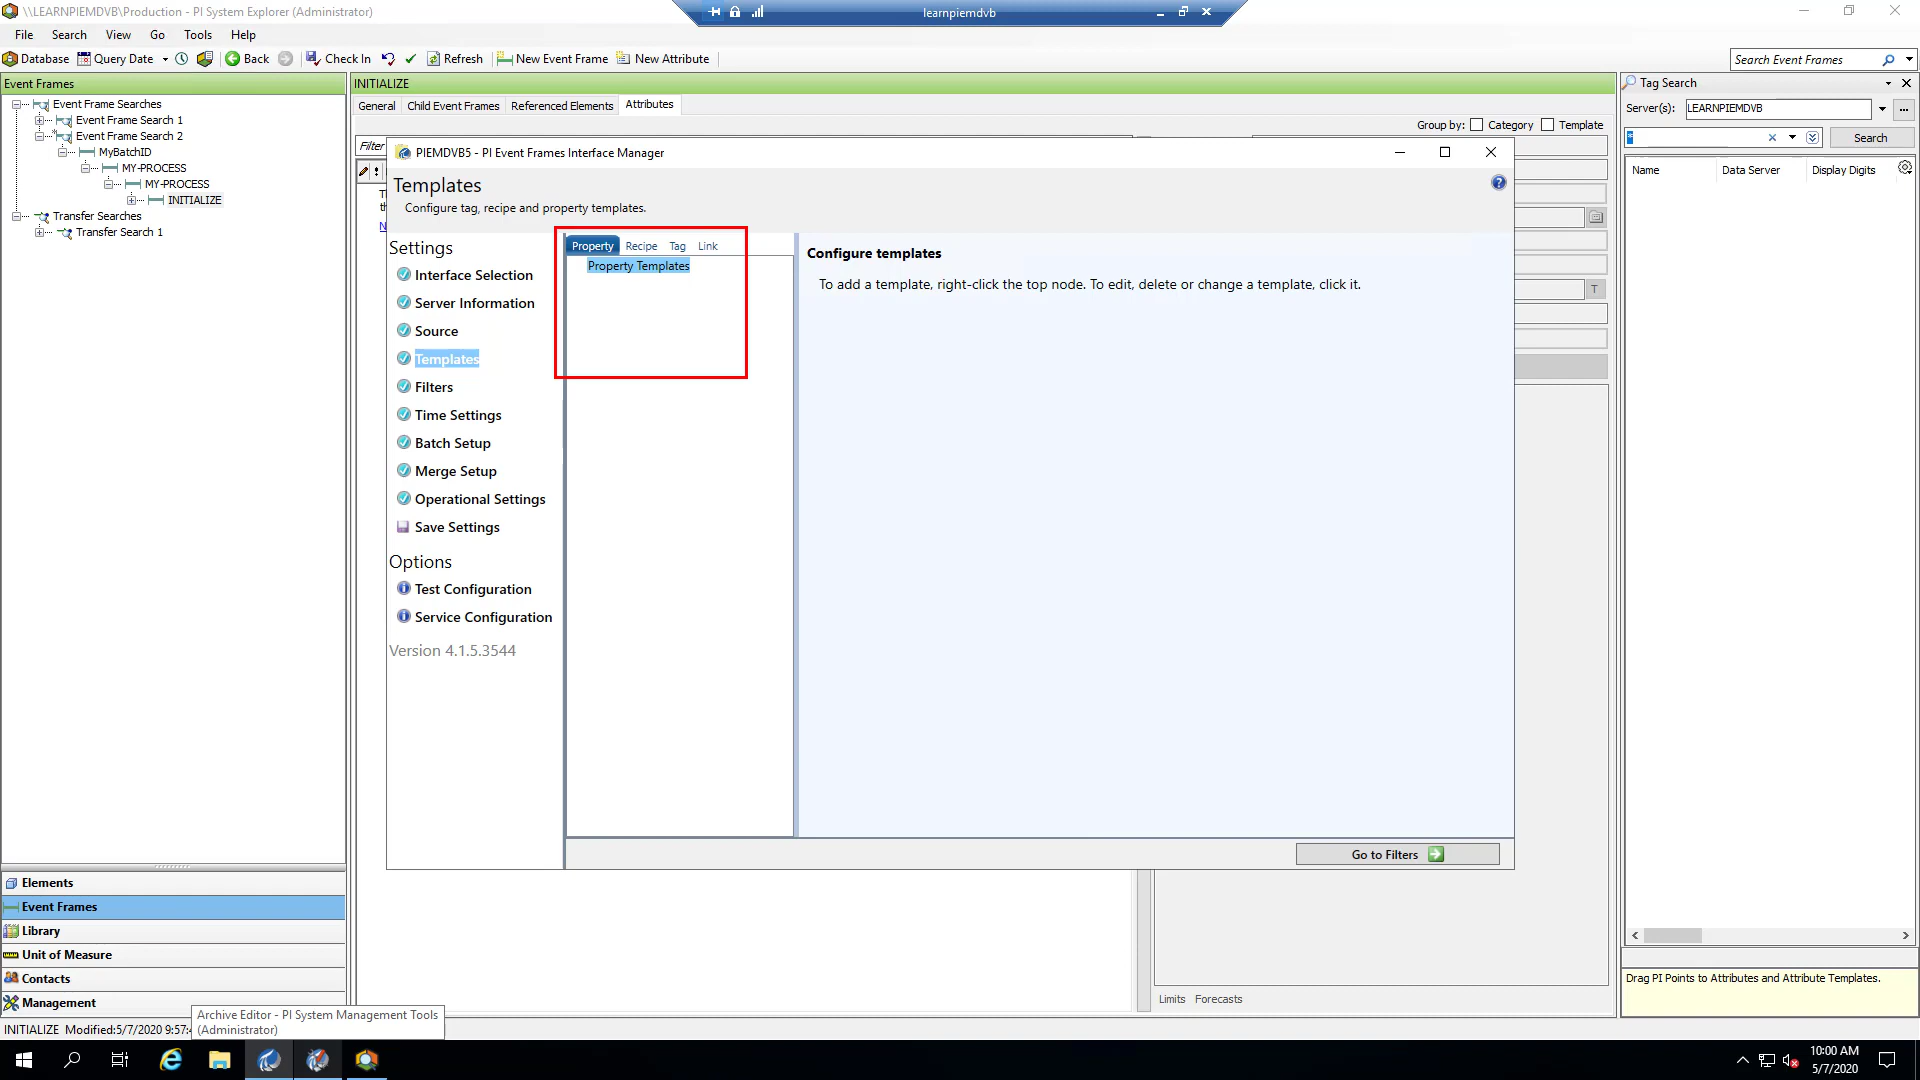 \\LEARNPIEMDVB\Production - PI System Explorer (Administrator)
learnpiemdvb
File Search View Go Tools Help
Database Query Date Back Check In Refresh New Event Frame New Attribute
Search Event Frames
Event Frames
Event Frame Searches
Event Frame Search 1
Event Frame Search 2
MyBatchID
MY-PROCESS
MY-PROCESS
INITIALIZE
Transfer Searches
Transfer Search 1
Elements
Event Frames
Library
Unit of Measure
Contacts
Management
INITIALIZE Modified:5/7/2020 9:57:4
Archive Editor - PI System Management Tools
(Administrator)
INITIALIZE
General Child Event Frames Referenced Elements Attributes
Group by: Category Template
Filter
PIEMDVB5 - PI Event Frames Interface Manager
Templates
Configure tag, recipe and property templates.
Settings
Interface Selection
Server Information
Source
Templates
Filters
Time Settings
Batch Setup
Merge Setup
Operational Settings
Save Settings
Options
Test Configuration
Service Configuration
Version 4.1.5.3544
Property Recipe Tag Link
Property Templates
Configure templates
To add a template, right-click the top node. To edit, delete or change a template, click it.
Go to Filters
Limits Forecasts
Tag Search
Server(s): LEARNPIEMDVB ...
*
Search
Name Data Server Display Digits
Drag PI Points to Attributes and Attribute Templates.
10:00 AM
5/7/2020